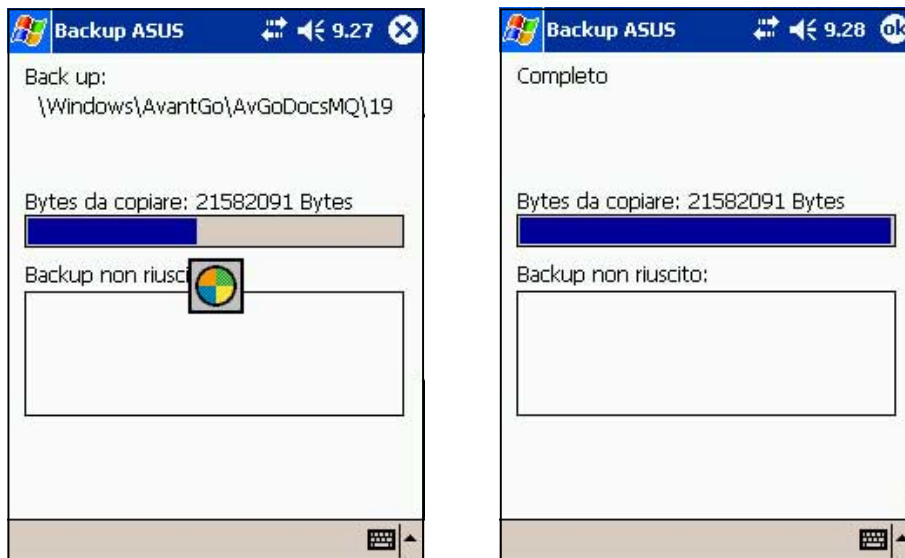 Backup ASUS 9.27
Back up:
\Windows\AvantGo\AvGoDocsMQ\19
Bytes da copiare: 21582091 Bytes
Backup non riusci
Backup ASUS 9.28 ok
Completo
Bytes da copiare: 21582091 Bytes
Backup non riuscito: